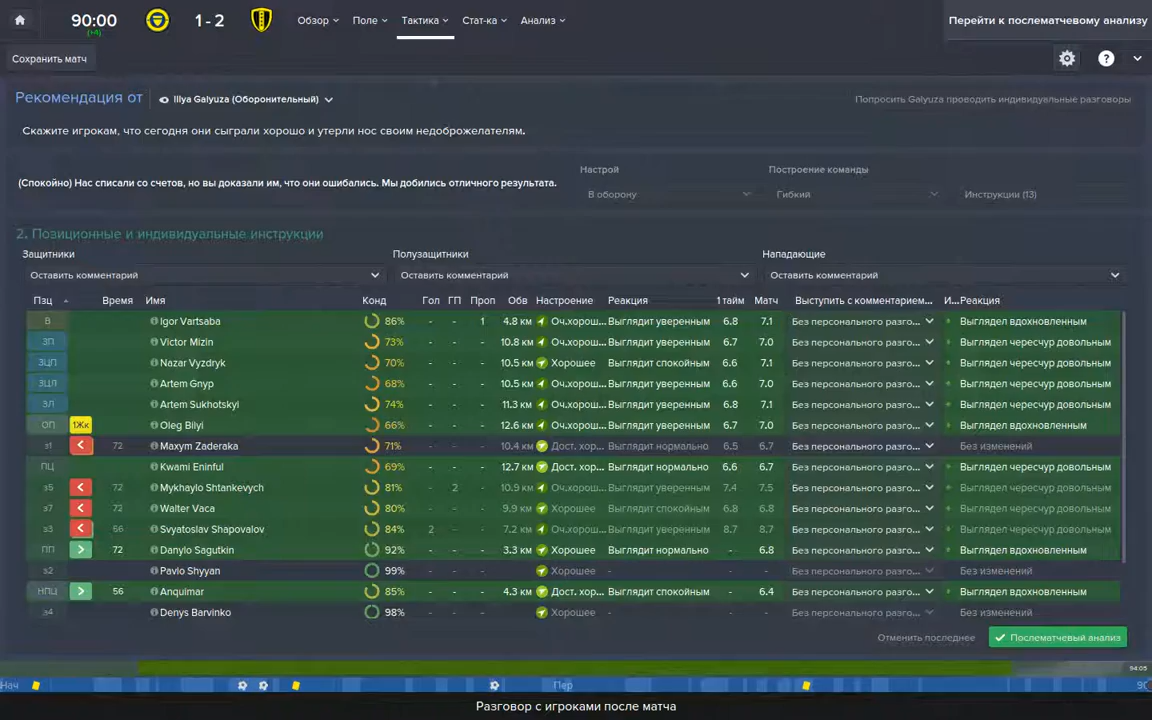 90:00
(+4)
1 - 2
Обзор
Поле
Тактика
Стат-ка
Анализ
Перейти к послематчевому анализу
Сохранить матч
?
Рекомендация от
Illya Galyuza (Оборонительный)
Попросить Galyuza проводить индивидуальные разговоры
Скажите игрокам, что сегодня они сыграли хорошо и утерли нос своим недоброжелателям.
(Спокойно) Нас списали со счетов, но вы доказали им, что они ошибались. Мы добились отличного результата.
Настрой
Построение команды
В оборону
Гибкий
Инструкции (13)
2. Позиционные и индивидуальные инструкции
Защитники
Полузащитники
Нападающие
Оставить комментарий
Оставить комментарий
Оставить комментарий
Пзц Время Имя Конд Гол ГП Проп Обв Настроение Реакция 1 тайм Матч Выступить с комментарием... И... Реакция
В Igor Vartsaba 86% - - 1 4.8 км Оч.хорош... Выглядит уверенным 6.8 7.1 Без персонального разго... Выглядел вдохновленным
ЗП Victor Mizin 73% - - - 10.8 км Оч.хорош... Выглядит уверенным 6.7 7.0 Без персонального разго... Выглядел чересчур довольным
ЗЦП Nazar Vyzdryk 70% - - - 10.5 км Хорошее Выглядит спокойным 6.6 7.1 Без персонального разго... Выглядел чересчур довольным
ЗЦЛ Artem Gnyp 68% - - - 10.5 км Оч.хорош... Выглядит уверенным 6.6 7.0 Без персонального разго... Выглядел чересчур довольным
ЗЛ Artem Sukhotskyi 74% - - - 11.3 км Оч.хорош... Выглядит уверенным 6.8 7.1 Без персонального разго... Выглядел чересчур довольным
ОП 1Жк Oleg Bilyi 66% - - - 12.6 км Оч.хорош... Выглядит уверенным 6.7 7.0 Без персонального разго... Выглядел вдохновленным
з1 72 Maxym Zaderaka 71% - - - 10.4 км Дост. хор... Выглядит нормально 6.5 6.7 Без персонального разго... Без изменений
ПЦ Kwami Eninful 69% - - - 12.7 км Дост. хор... Выглядит нормально 6.6 6.7 Без персонального разго... Выглядел чересчур довольным
з5 72 Mykhaylo Shtankevych 81% - 2 - 10.9 км Оч.хорош... Выглядит уверенным 7.4 7.5 Без персонального разго... Выглядел чересчур довольным
з7 72 Walter Vaca 80% - - - 9.9 км Хорошее Выглядит спокойным 6.8 6.8 Без персонального разго... Выглядел чересчур довольным
з3 56 Svyatoslav Shapovalov 84% 2 - - 7.2 км Оч.хорош... Выглядит уверенным 8.7 8.7 Без персонального разго... Выглядел чересчур довольным
ПП 72 Danylo Sagutkin 92% - - - 3.3 км Хорошее Выглядит нормально - 6.8 Без персонального разго... Выглядел вдохновленным
з2 Pavlo Shyyan 99% Хорошее - - - Без персонального разго... Без изменений
НПЦ 56 Anquimar 85% - - - 4.3 км Дост. хор... Выглядит спокойным - 6.4 Без персонального разго... Выглядел вдохновленным
з4 Denys Barvinko 98% Хорошее - - - Без персонального разго... Без изменений
Отменить последнее
Послематчевый анализ
94:05
Нач
Пер
90
Разговор с игроками после матча